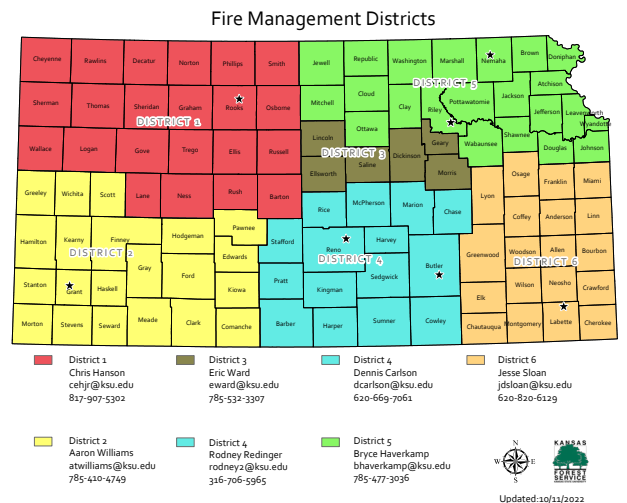 Fire Management Districts
Cheyenne Rawlins Decatur Norton Phillips Smith Jewell Republic Washington Marshall Nemaha Brown Doniphan
Sherman Thomas Sheridan Graham Rooks Osborne Mitchell Cloud Clay Riley Pottawatomie Jackson Atchison
Jefferson Leavenworth Wyandotte
DISTRICT 1
DISTRICT 5
Wallace Logan Gove Trego Ellis Russell Lincoln Ottawa Dickinson Geary Wabaunsee Shawnee Douglas Johnson
DISTRICT 3
Ellsworth Saline Morris
Greeley Wichita Scott Lane Ness Rush Barton Rice McPherson Marion Chase Lyon Osage Franklin Miami
Hamilton Kearny Finney Hodgeman Pawnee Stafford Reno Harvey Coffey Anderson Linn
DISTRICT 2
DISTRICT 4
DISTRICT 6
Gray Ford Edwards Sedgwick Butler Greenwood Woodson Allen Bourbon
Stanton Grant Haskell Kiowa Pratt Kingman Elk Wilson Neosho Crawford
Morton Stevens Seward Meade Clark Comanche Barber Harper Sumner Cowley Chautauqua Montgomery Labette Cherokee
District 1
Chris Hanson
cehjr@ksu.edu
817-907-5302
District 3
Eric Ward
eward@ksu.edu
785-532-3307
District 4
Dennis Carlson
dcarlson@ksu.edu
620-669-7061
District 6
Jesse Sloan
jdsloan@ksu.edu
620-820-6129
District 2
Aaron Williams
atwilliams@ksu.edu
785-410-4749
District 4
Rodney Redinger
rodney2@ksu.edu
316-706-5965
District 5
Bryce Haverkamp
bhaverkamp@ksu.edu
785-477-3036
N
W E
S
KANSAS
FOREST
SERVICE
Updated:10/11/2022